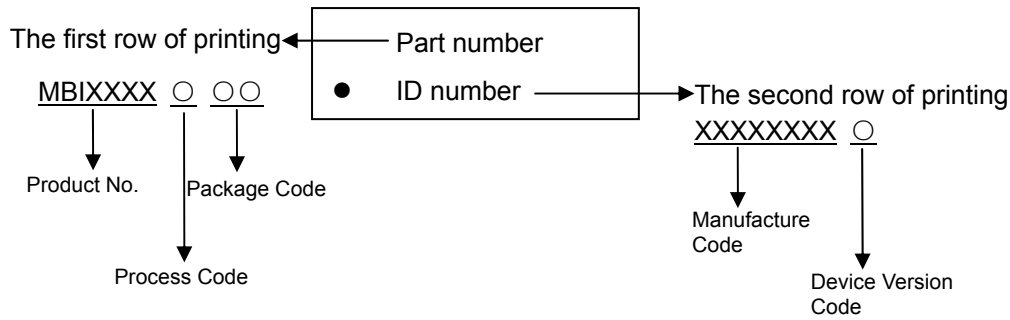 The first row of printing
MBIXXXX ○ ○○
Product No.
Package Code
Process Code
Part number
● ID number
The second row of printing
XXXXXXXX ○
Manufacture
Code
Device Version
Code